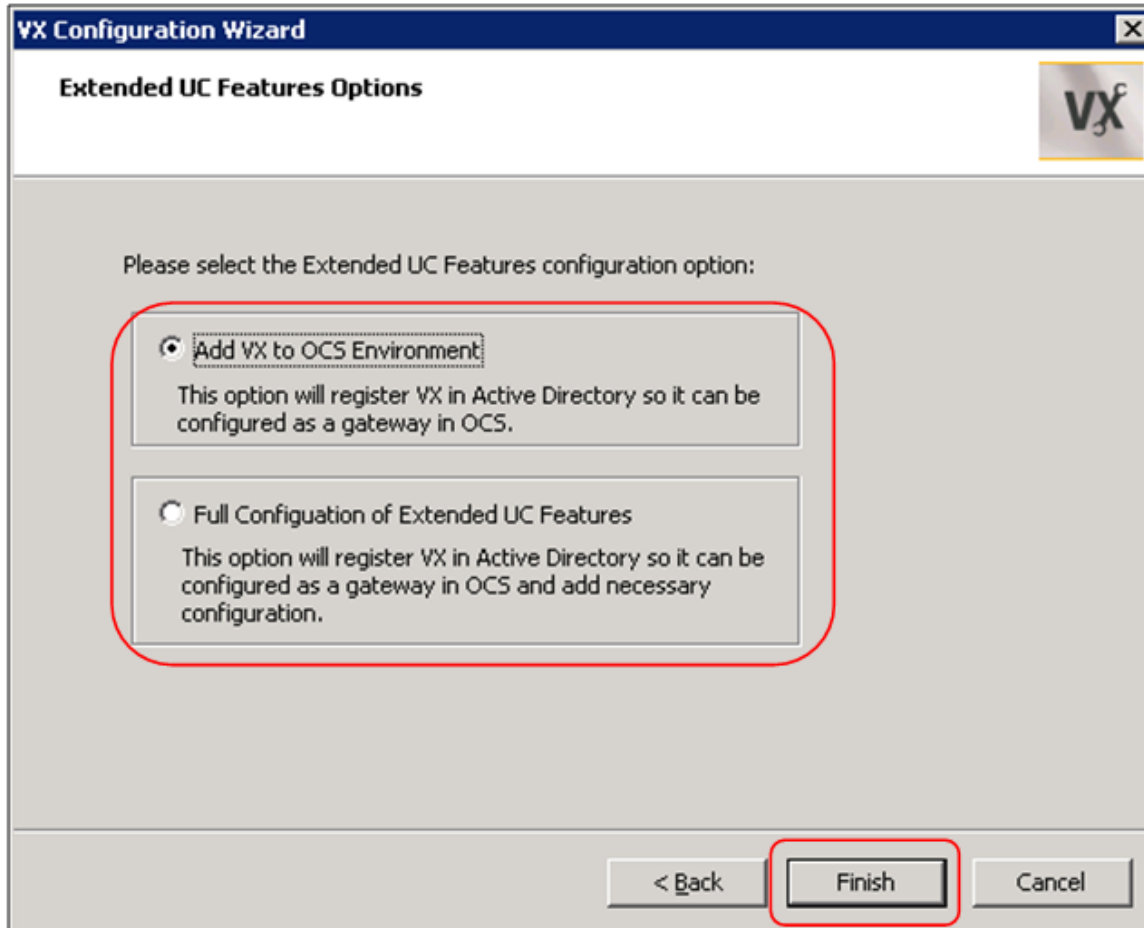 VX Configuration Wizard
Extended UC Features Options
VX
Please select the Extended UC Features configuration option:
Add VX to OCS Environment
This option will register VX in Active Directory so it can be
configured as a gateway in OCS.
Full Configuation of Extended UC Features
This option will register VX in Active Directory so it can be
configured as a gateway in OCS and add necessary
configuration.
< Back
Finish
Cancel